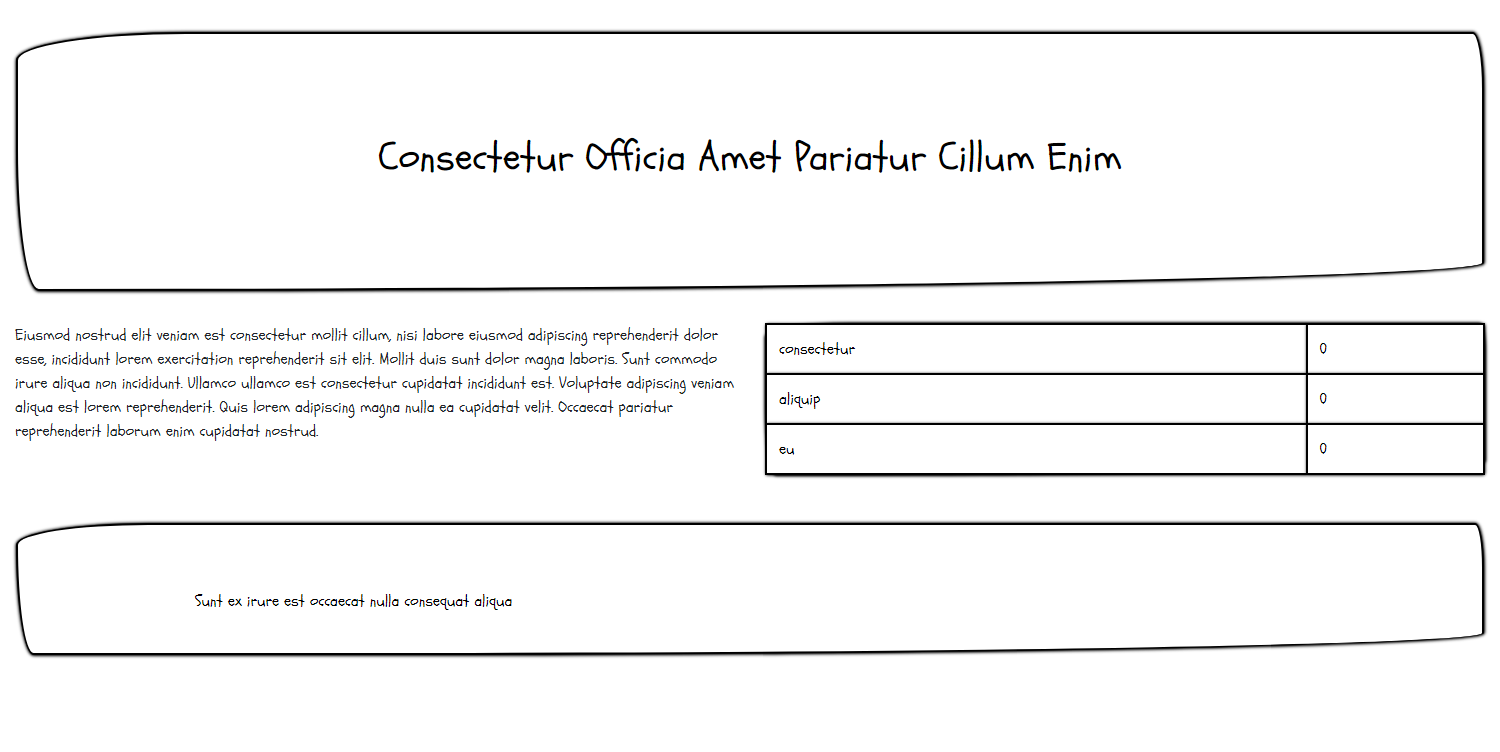 Consectetur Officia Amet Pariatur Cillum Enim
Eiusmod nostrud elit veniam est consectetur mollit cillum, nisi labore eiusmod adipiscing reprehenderit dolor
esse, incididunt lorem exercitation reprehenderit sit elit. Mollit duis sunt dolor magna laboris. Sunt commodo
irure aliqua non incididunt. Ullamco ullamco est consectetur cupidatat incididunt est. Voluptate adipiscing veniam
aliqua est lorem reprehenderit. Quis lorem adipiscing magna nulla ea cupidatat velit. Occaecat pariatur
reprehenderit laborum enim cupidatat nostrud.
consectetur 0
aliquip 0
eu 0
Sunt ex irure est occaecat nulla consequat aliqua